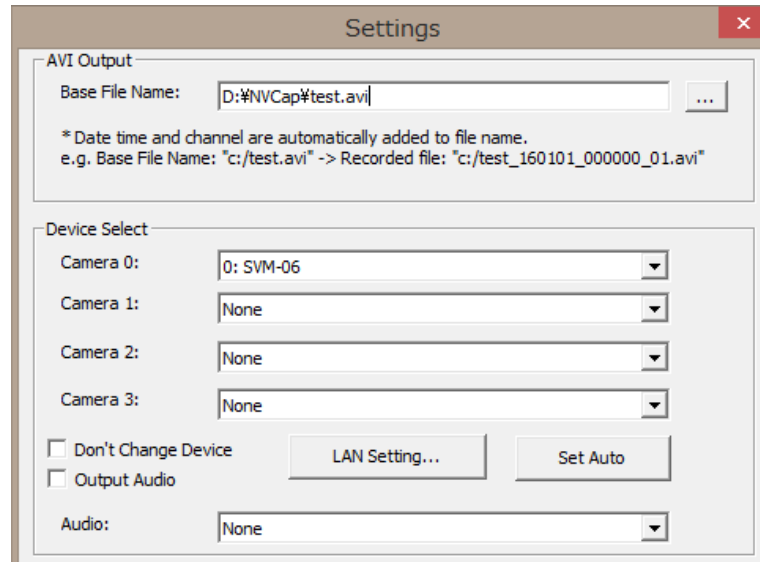 Settings
AVI Output
Base File Name:
D:¥NVCap¥test.avi
...
* Date time and channel are automatically added to file name.
e.g. Base File Name: "c:/test.avi" -> Recorded file: "c:/test_160101_000000_01.avi"
Device Select
Camera 0:
0: SVM-06
Camera 1:
None
Camera 2:
None
Camera 3:
None
Don't Change Device
Output Audio
LAN Setting...
Set Auto
Audio:
None